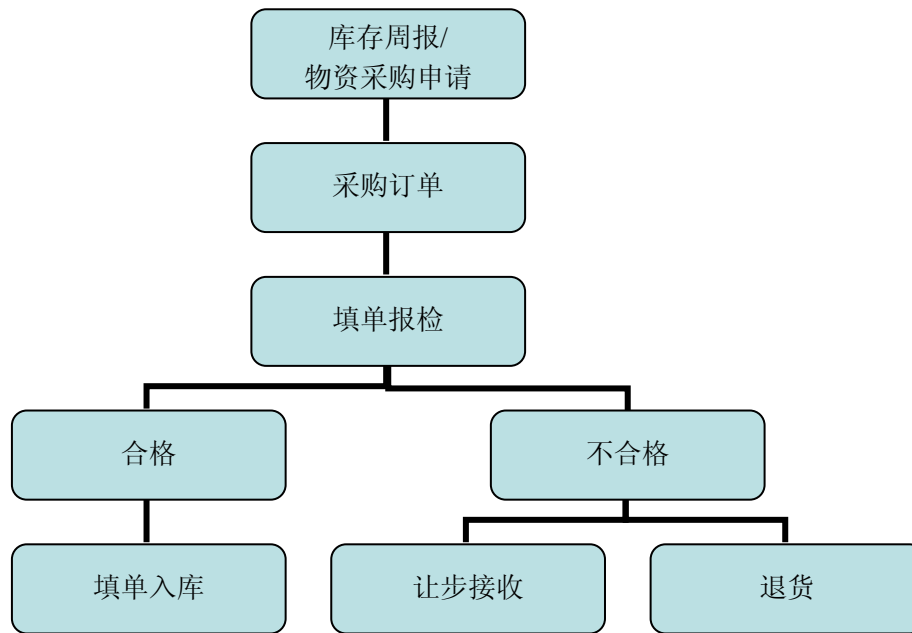 库存周报/
物资采购申请
采购订单
填单报检
合格
不合格
填单入库
让步接收
退货